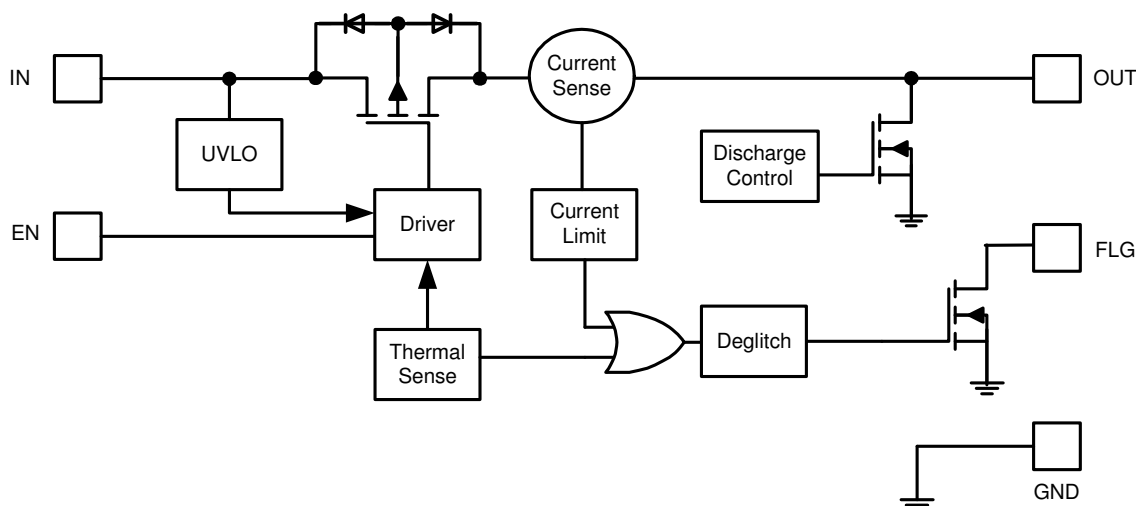 IN
Current
Sense
OUT
UVLO
Discharge
Control
EN
Driver
Current
Limit
FLG
Thermal
Sense
Deglitch
GND